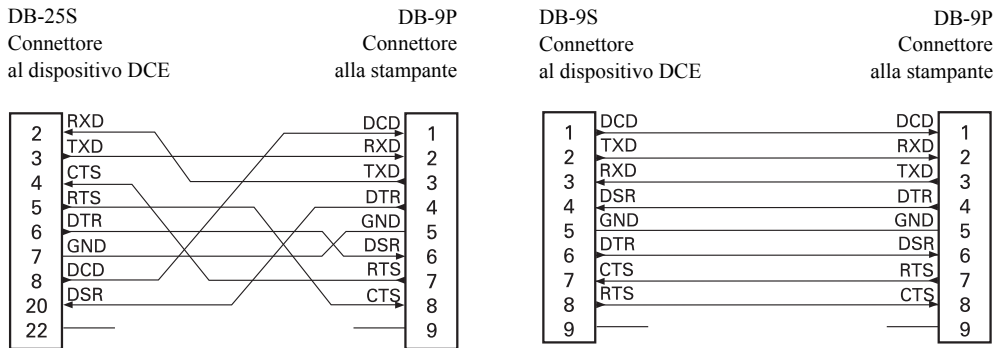 DB-25S DB-9P
Connettore Connettore
al dispositivo DCE alla stampante
2 RXD DCD 1
3 TXD RXD 2
4 CTS TXD 3
5 RTS DTR 4
6 DTR GND 5
7 GND DSR 6
8 DCD RTS 7
20 DSR CTS 8
22 9
DB-9S DB-9P
Connettore Connettore
al dispositivo DCE alla stampante
1 DCD DCD 1
2 TXD RXD 2
3 RXD TXD 3
4 DSR DTR 4
5 GND GND 5
6 DTR DSR 6
7 CTS RTS 7
8 RTS CTS 8
9 9